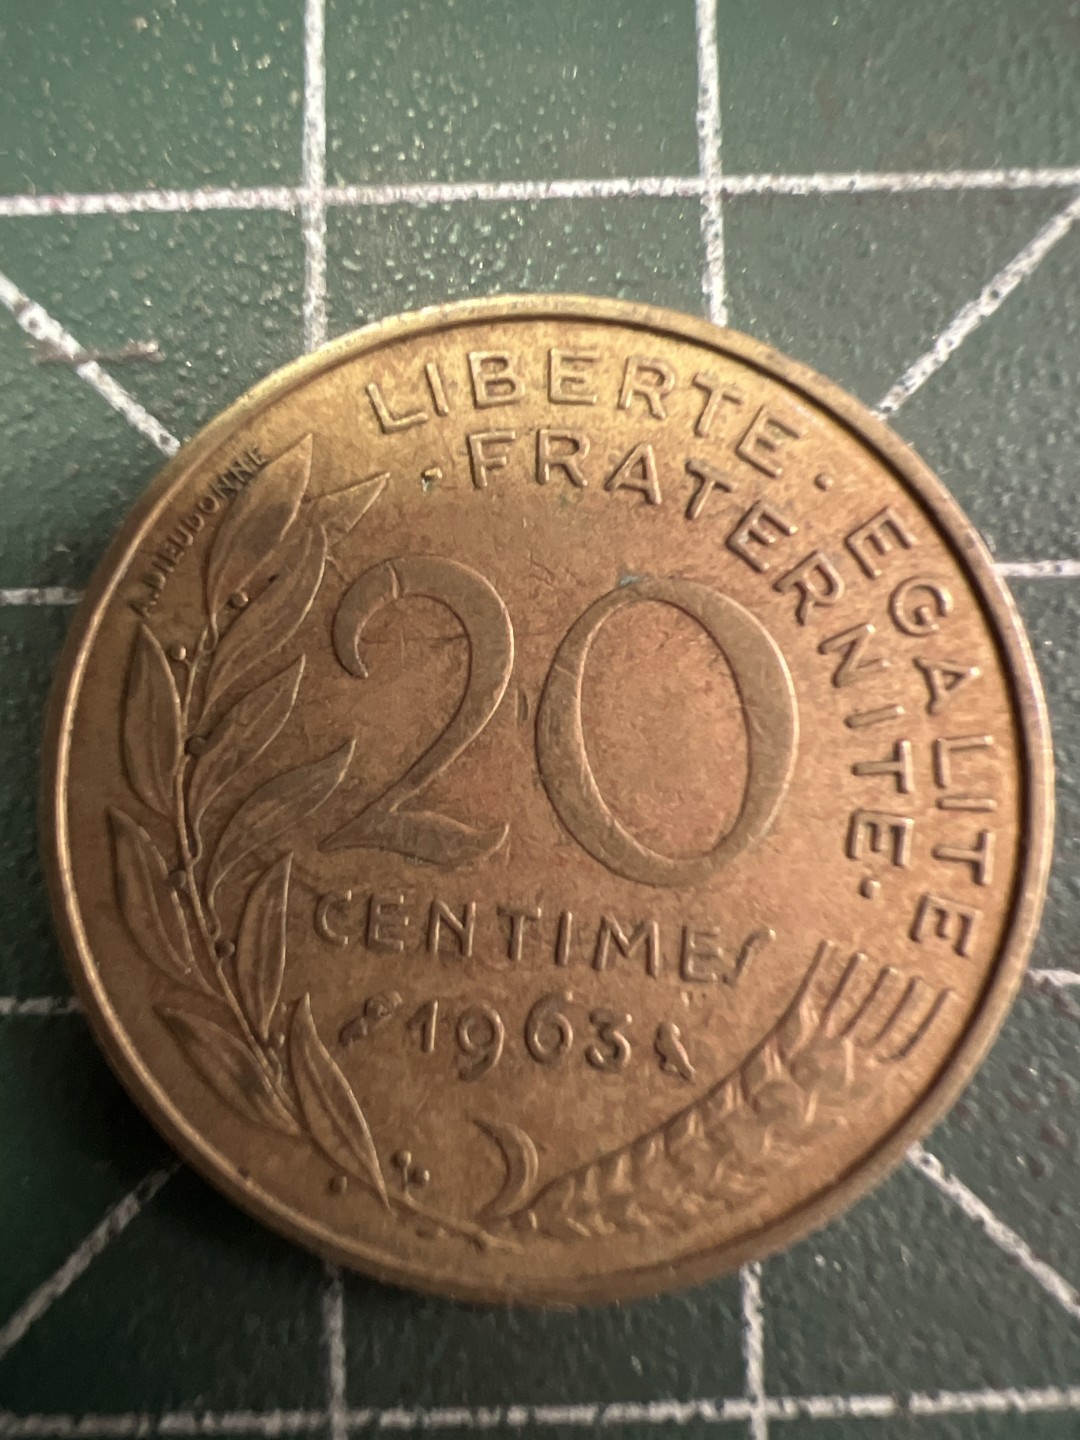 LIBERTE · EGALITE
· FRATERNITE ·
A.DIEUDONNE
20
CENTIMES
1963